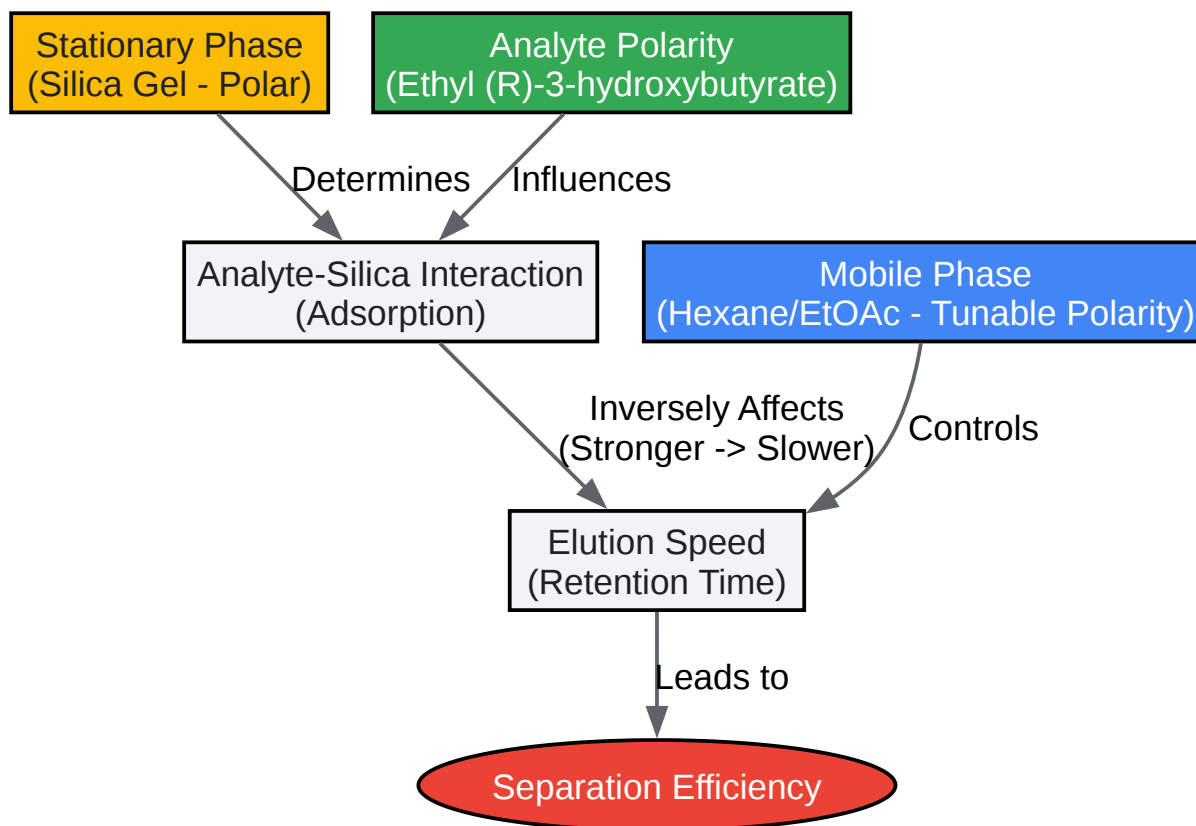 Stationary Phase
(Silica Gel - Polar)
Analyte Polarity
(Ethyl (R)-3-hydroxybutyrate)
Determines
Influences
Analyte-Silica Interaction
(Adsorption)
Mobile Phase
(Hexane/EtOAc - Tunable Polarity)
Inversely Affects
(Stronger -> Slower)
Controls
Elution Speed
(Retention Time)
Leads to
Separation Efficiency